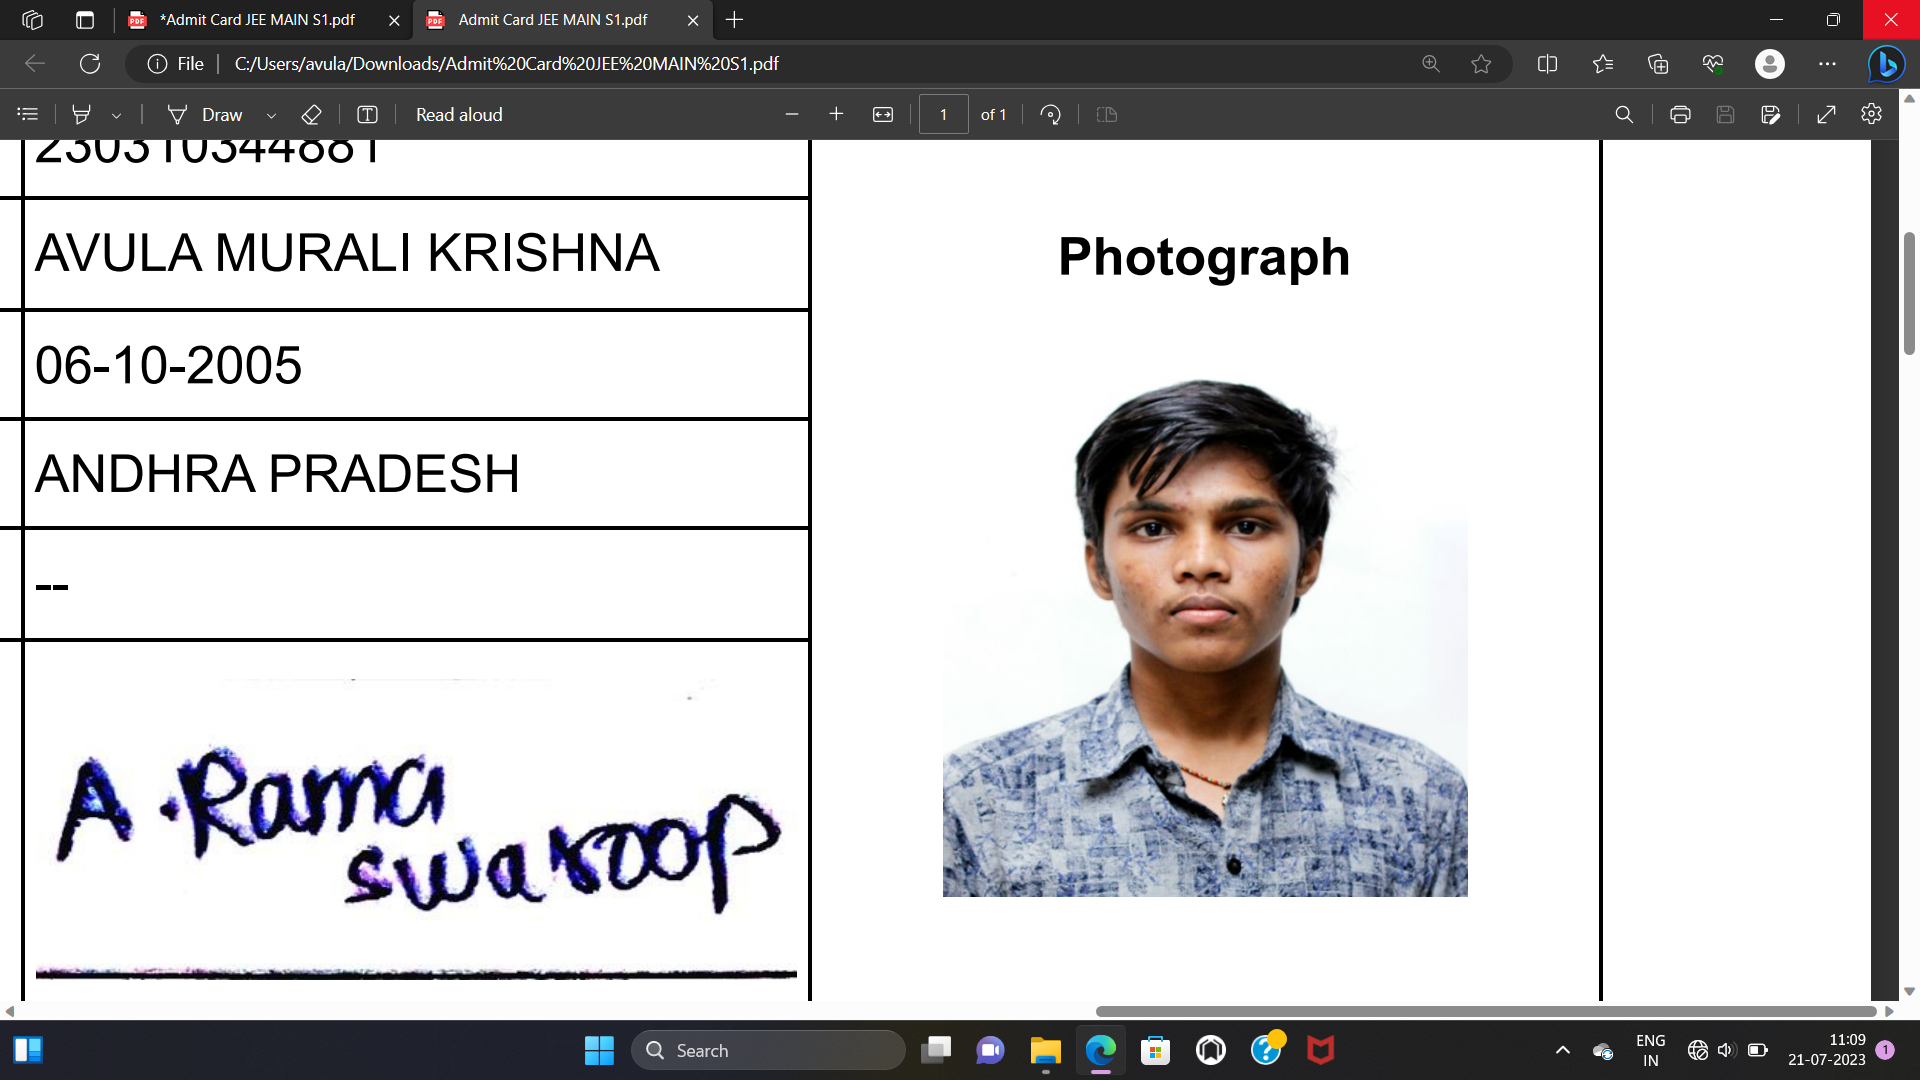 *Admit Card JEE MAIN S1.pdf
Admit Card JEE MAIN S1.pdf
File
C:/Users/avula/Downloads/Admit%20Card%20JEE%20MAIN%20S1.pdf
Draw
Read aloud
1
of 1
230310344881
AVULA MURALI KRISHNA
06-10-2005
ANDHRA PRADESH
--
A.Rama
swaroop
Photograph
Search
ENG
IN
11:09
21-07-2023
1